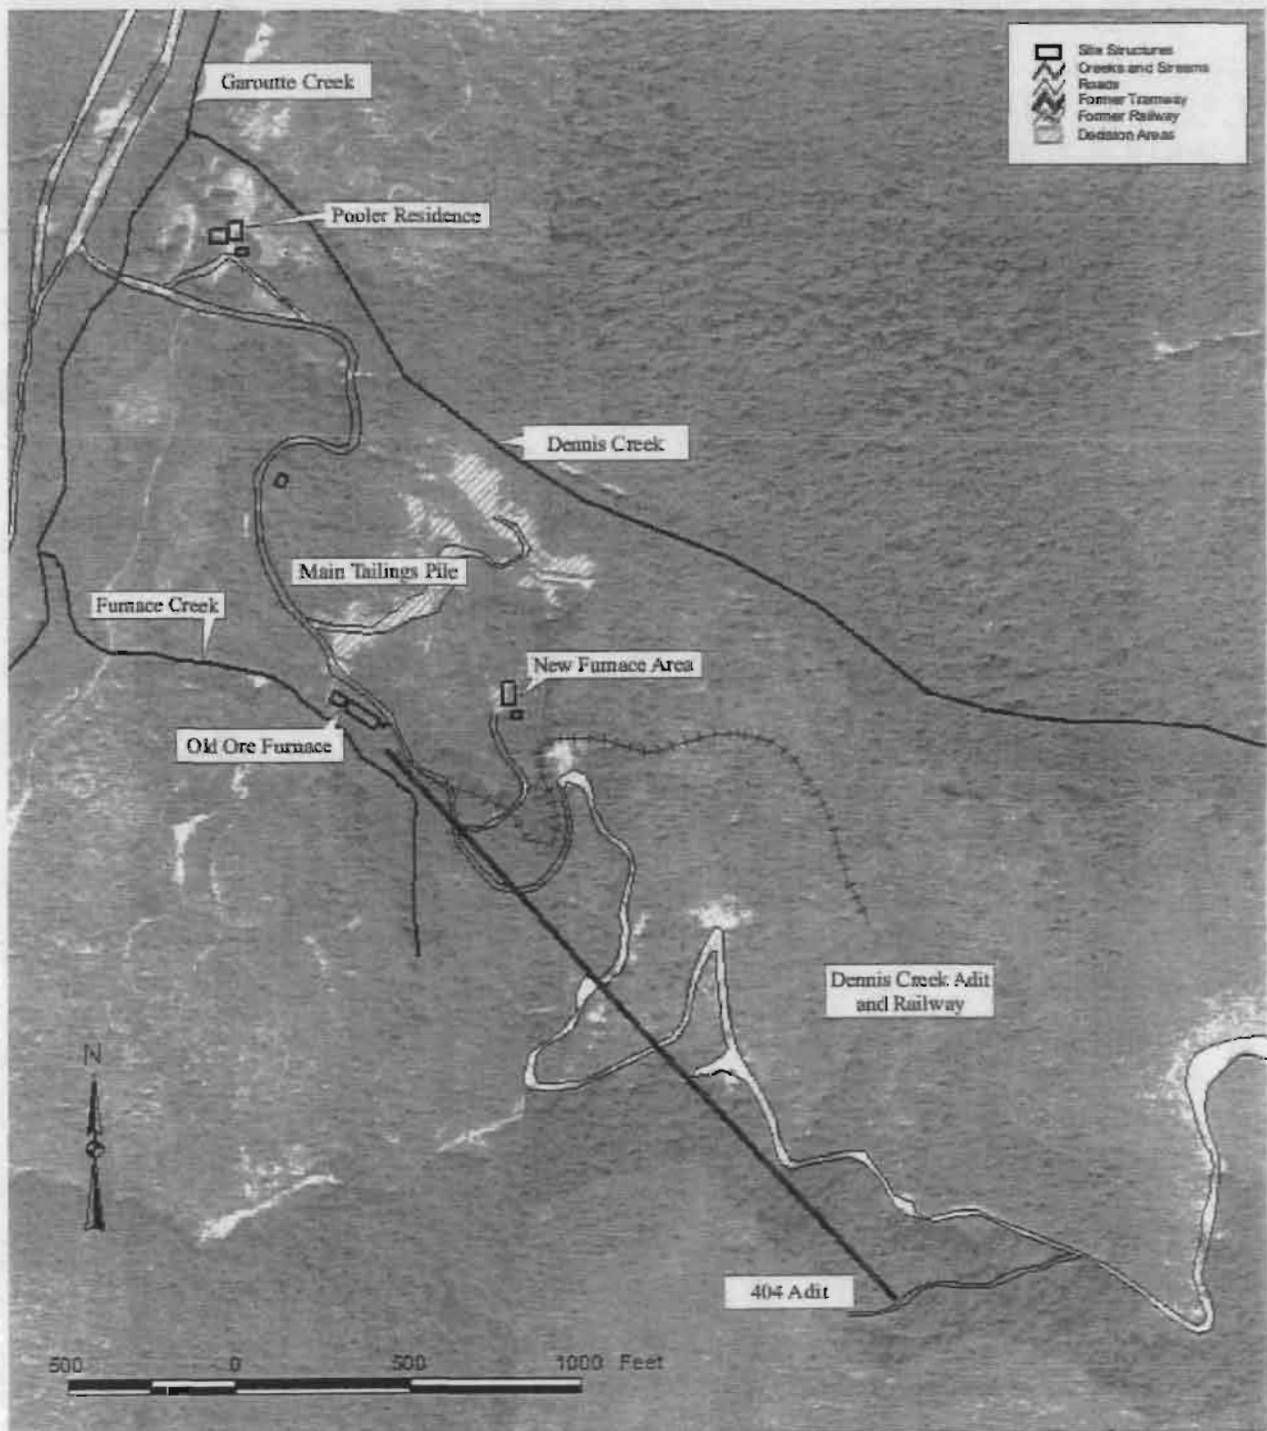 Site Structures
Creeks and Streams
Roads
Former Tramway
Former Railway
Decision Areas
Garoutte Creek
Pooler Residence
Dennis Creek
Main Tailings Pile
Furnace Creek
New Furnace Area
Old Ore Furnace
Dennis Creek Adit
and Railway
N
404 Adit
500 0 500 1000 Feet